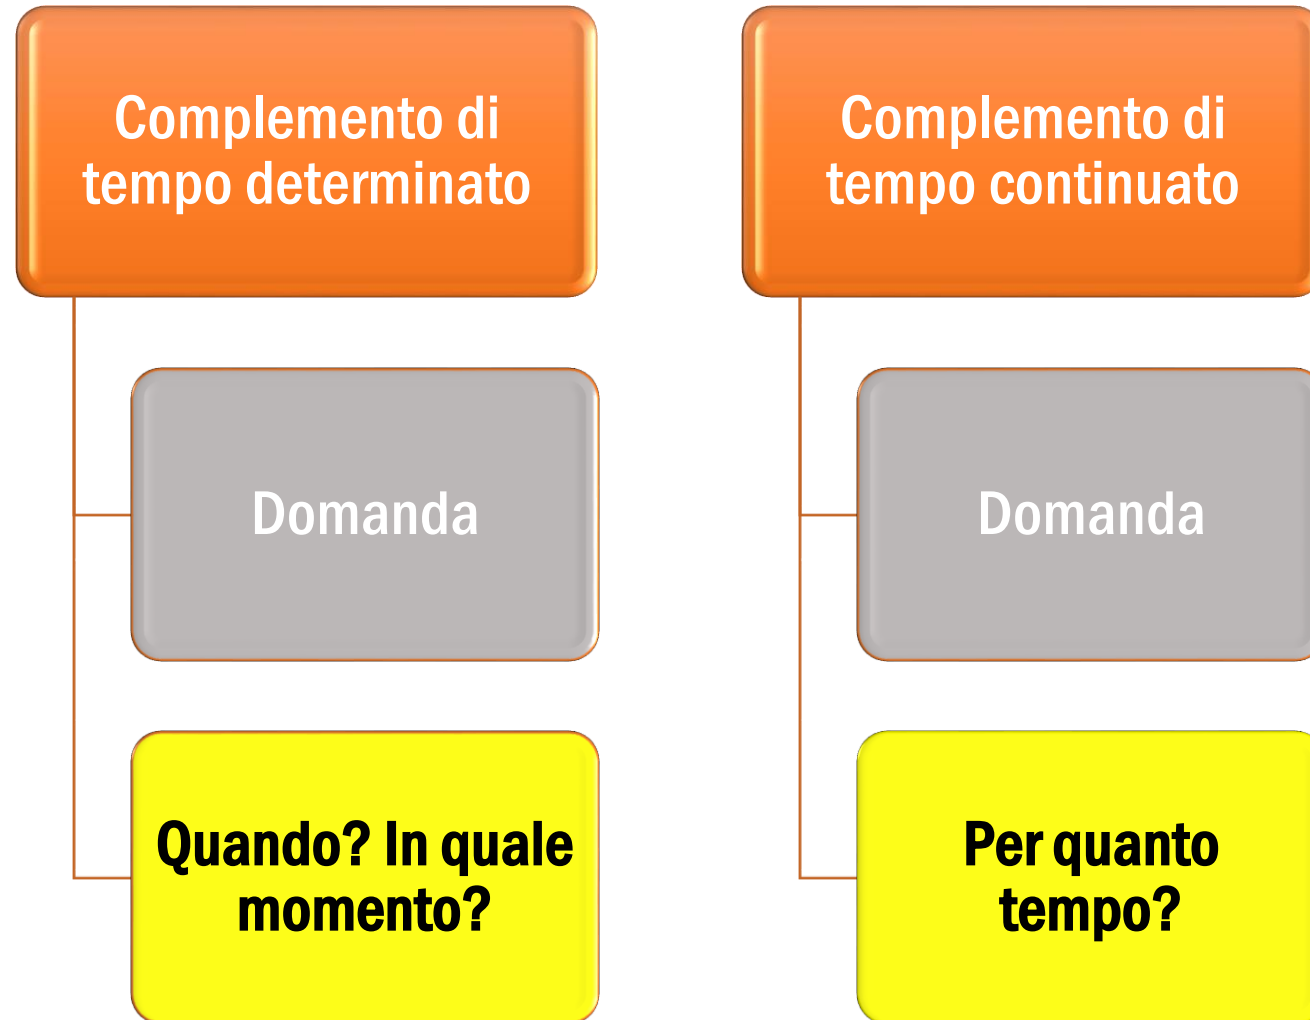 Complemento di
tempo determinato
Domanda
Quando? In quale
momento?
Complemento di
tempo continuato
Domanda
Per quanto
tempo?